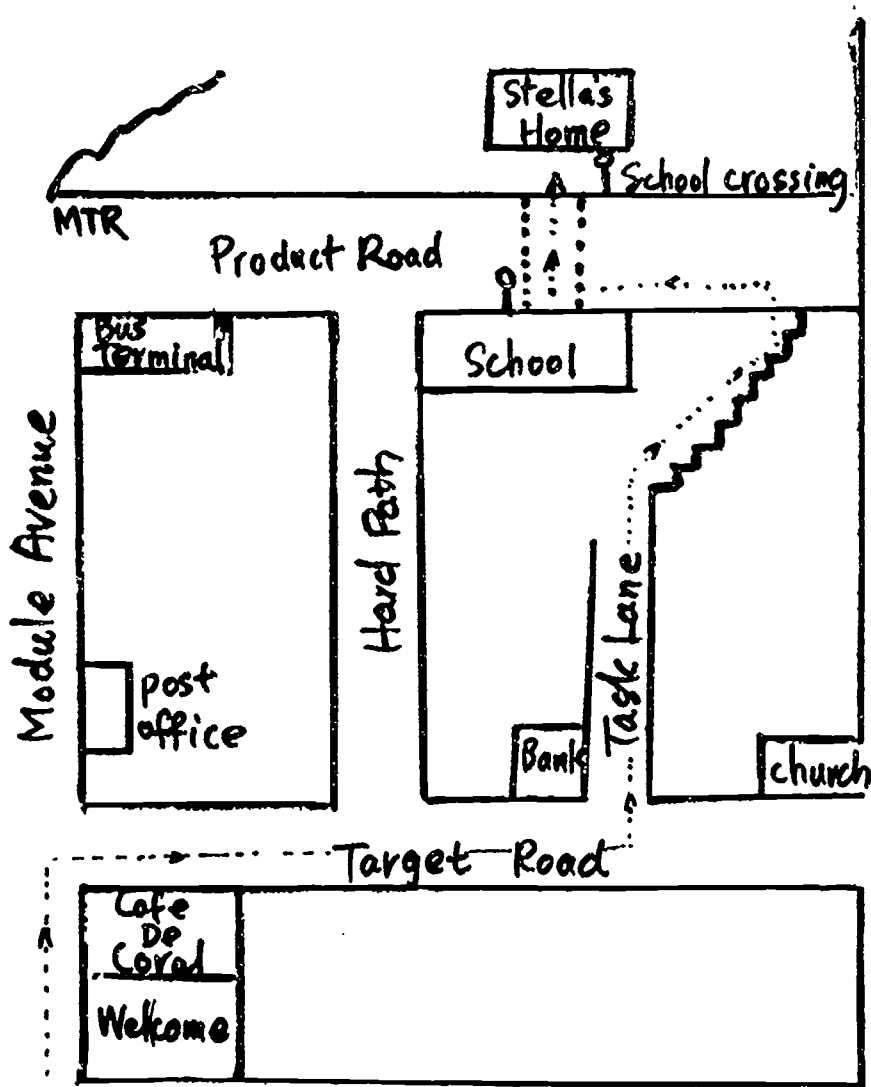 Stella's
Home
School crossing
MTR
Product Road
Bus
Terminal
School
Module Avenue
Hard Path
Task Lane
post
office
Bank
church
Target Road
Cafe
De
Coral
Wellcome